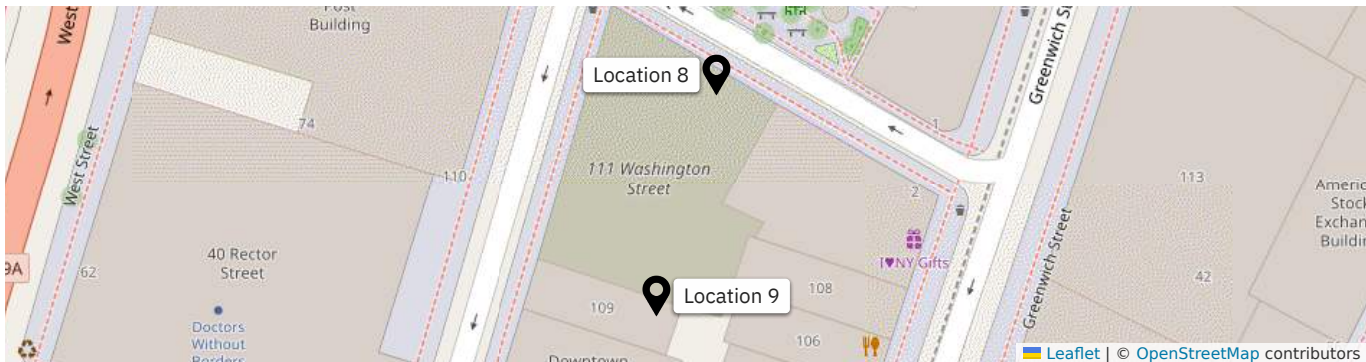 West
Post
Building
Location 8
Greenwich St
74
1
West Street
110
111 Washington
Street
2
113
Americ
Stock
Exchan
Buildin
Greenwich Street
40 Rector
Street
I♥NY Gifts
9A
62
42
Location 9
108
109
Doctors
Without
Borders
106
Downtown
Leaflet | © OpenStreetMap contributors